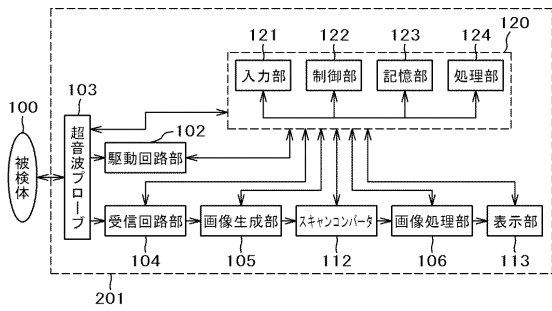 120
121
122
123
124
入力部
制御部
記憶部
処理部
100
103
102
被検体
超音波プローブ
駆動回路部
受信回路部
画像生成部
スキャンコンバータ
画像処理部
表示部
104
105
112
106
113
201